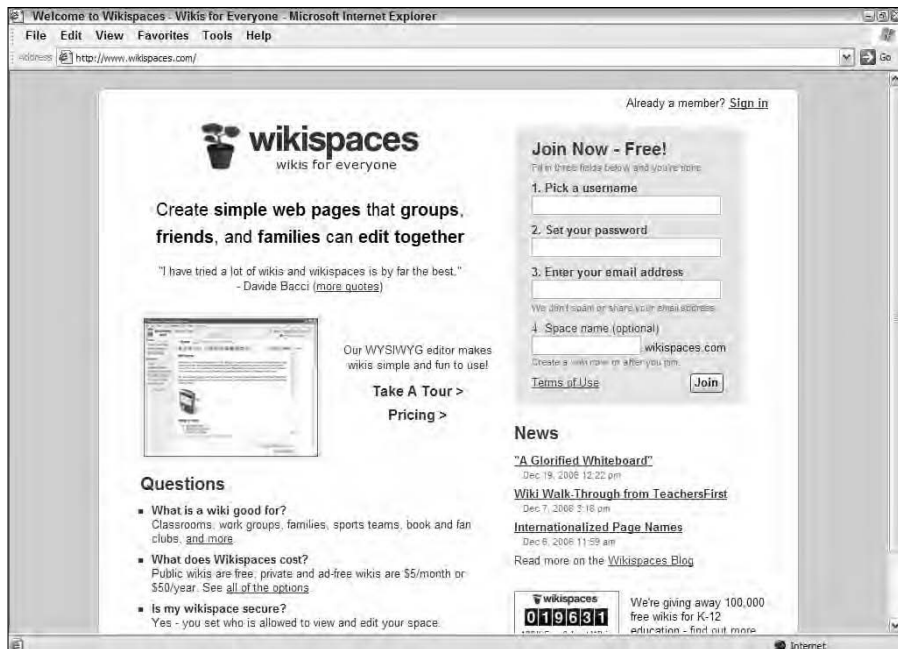 Welcome to Wikispaces - Wikis for Everyone - Microsoft Internet Explorer
File Edit View Favorites Tools Help
Address http://www.wikispaces.com/ Go
Already a member? Sign in
wikispaces
wikis for everyone
Create simple web pages that groups,
friends, and families can edit together
"I have tried a lot of wikis and wikispaces is by far the best."
- Davide Bacci (more quotes)
Our WYSIWYG editor makes
wikis simple and fun to use!
Take A Tour >
Pricing >
Questions
What is a wiki good for?
Classrooms, work groups, families, sports teams, book and fan
clubs, and more
What does Wikispaces cost?
Public wikis are free; private and ad-free wikis are $5/month or
$50/year. See all of the options
Is my wikispace secure?
Yes - you set who is allowed to view and edit your space.
Join Now - Free!
Fill in three fields below and you're done
1. Pick a username
2. Set your password
3. Enter your email address
We don't spam or share your email address
4. Space name (optional)
.wikispaces.com
Create a wiki now or after you join
Terms of Use Join
News
"A Glorified Whiteboard"
Dec 19, 2006 12:22 pm
Wiki Walk-Through from TeachersFirst
Dec 7, 2006 3:18 pm
Internationalized Page Names
Dec 6, 2006 11:59 am
Read more on the Wikispaces Blog
wikispaces
019631
We're giving away 100,000
free wikis for K-12
education - find out more
Internet